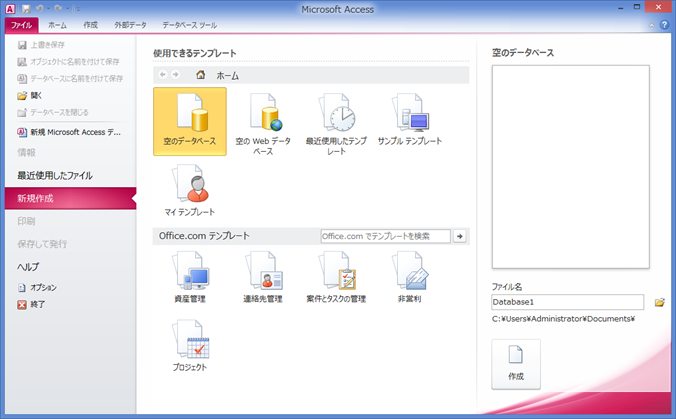 Microsoft Access
ファイル ホーム 作成 外部データ データベース ツール
上書き保存
オブジェクトに名前を付けて保存
データベースに名前を付けて保存
開く
データベースを閉じる
新規 Microsoft Access デ...
情報
最近使用したファイル
新規作成
印刷
保存して発行
ヘルプ
オプション
終了
使用できるテンプレート
ホーム
空のデータベース
空の Web データ
ベース
最近使用したテンプ
レート
サンプル テンプレート
マイ テンプレート
Office.com テンプレート
Office.com でテンプレートを検索
資産管理
連絡先管理
案件とタスクの管理
非営利
プロジェクト
空のデータベース
ファイル名
Database1
C:¥Users¥Administrator¥Documents¥
作成